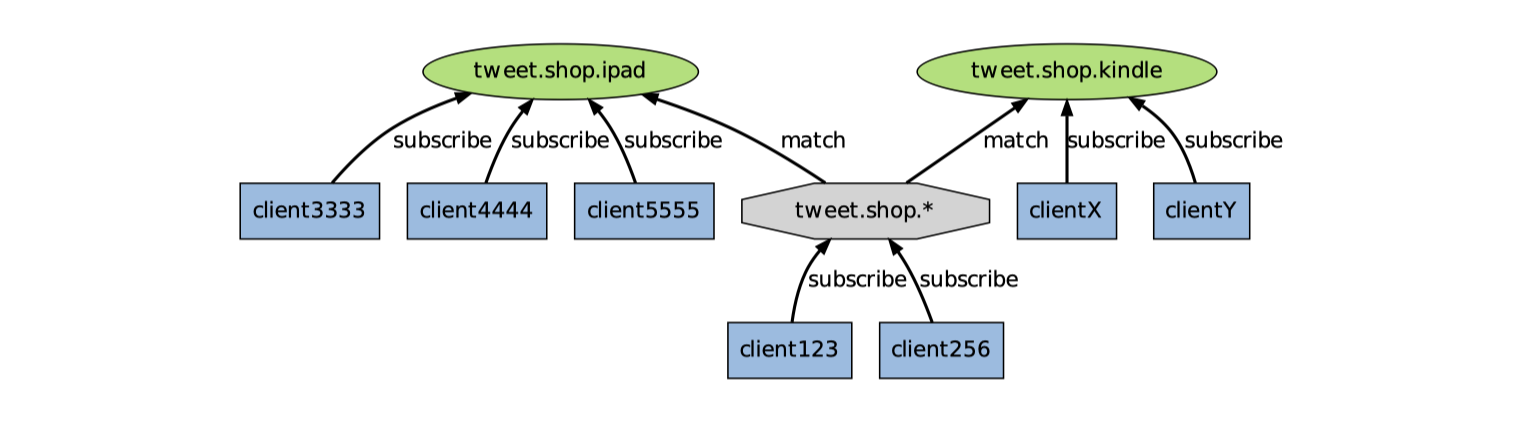 tweet.shop.ipad
tweet.shop.kindle
subscribe
subscribe
subscribe
match
match
subscribe
subscribe
client3333
client4444
client5555
tweet.shop.*
clientX
clientY
subscribe
subscribe
client123
client256